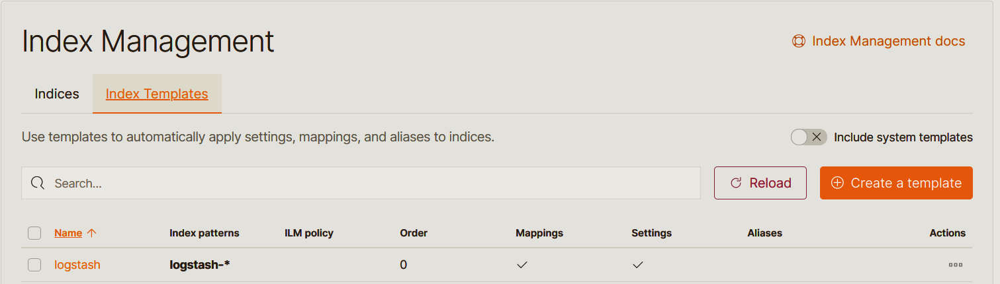 Index Management
Index Management docs
Indices Index Templates
Use templates to automatically apply settings, mappings, and aliases to indices.
Include system templates
Search...
Reload
Create a template
Name Index patterns ILM policy Order Mappings Settings Aliases Actions
logstash logstash-* 0